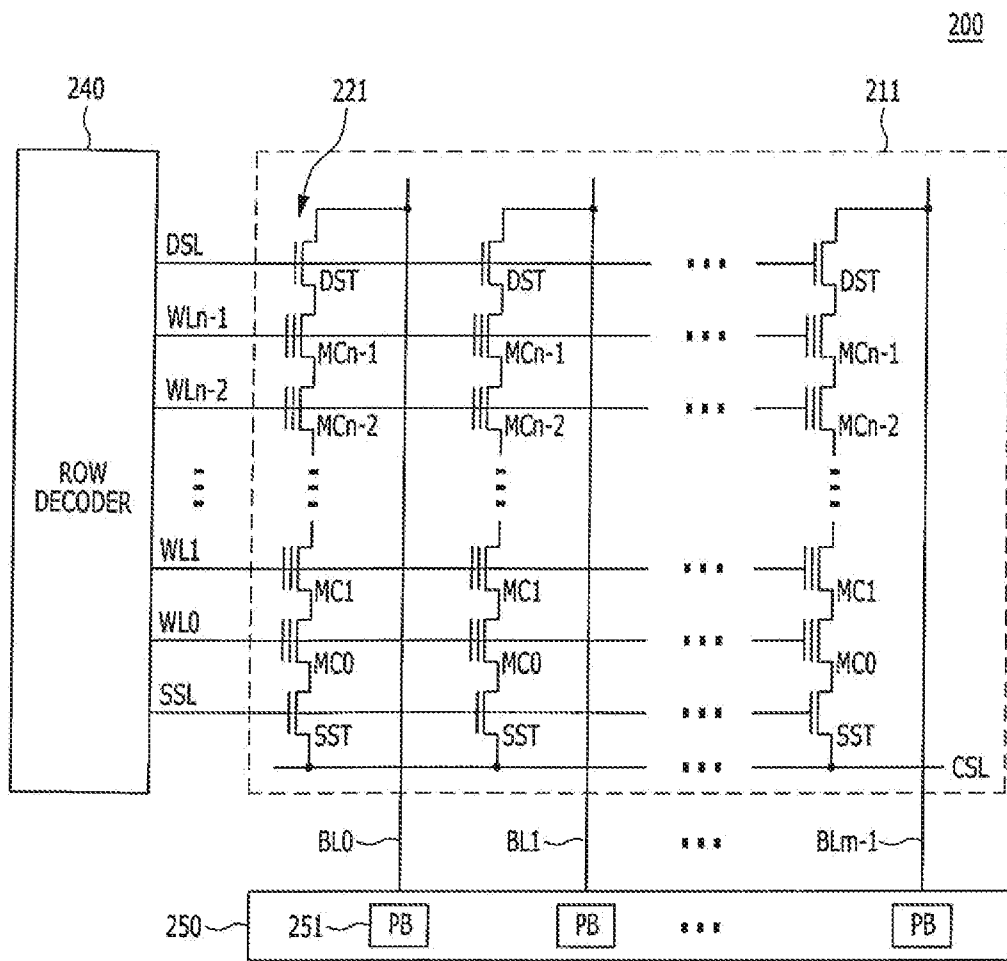 200
240 221 211
DSL DST DST DST
WLn-1 MCn-1 MCn-1 MCn-1
WLn-2 MCn-2 MCn-2 MCn-2
ROW
DECODER
WL1 MC1 MC1 MC1
WL0 MC0 MC0 MC0
SSL SST SST SST
CSL
BL0 BL1 BLm-1
250 251 PB PB PB